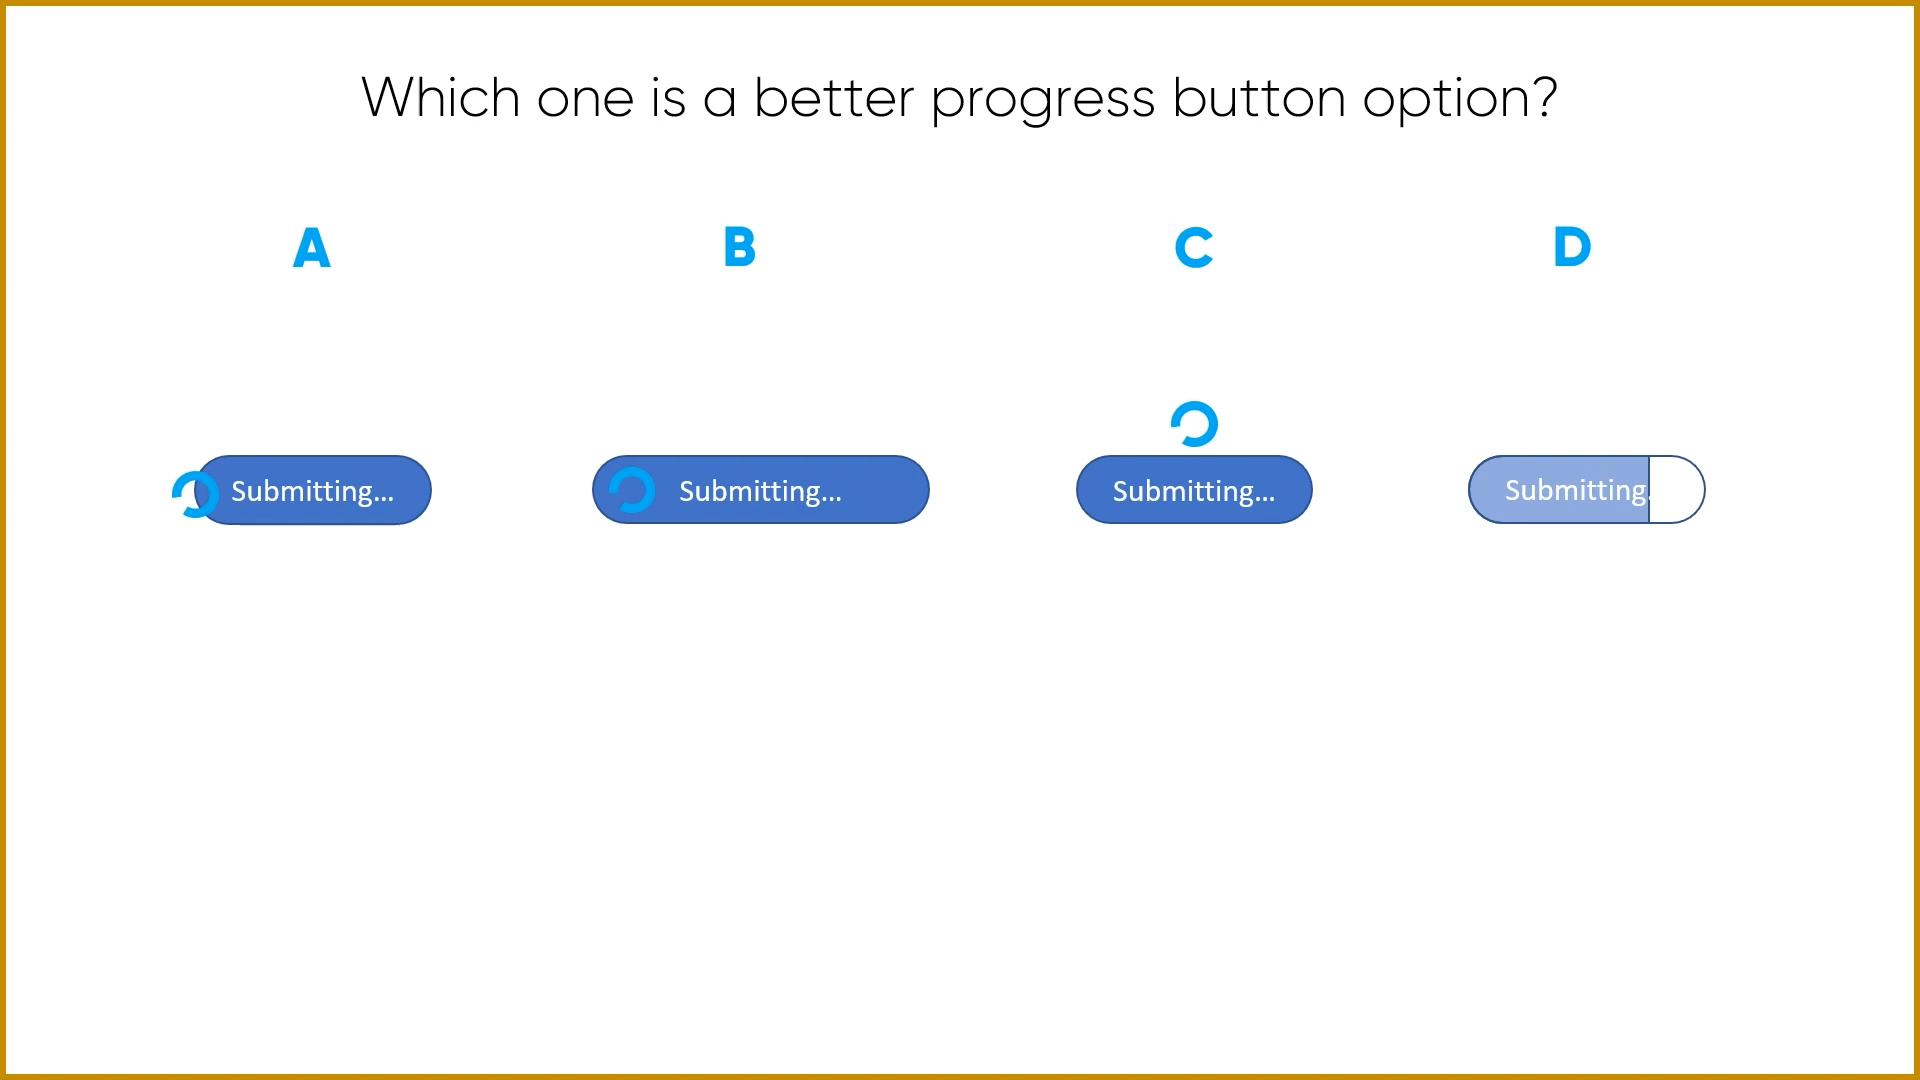 Which one is a better progress button option?
A B C D
Submitting... Submitting... Submitting... Submitting.